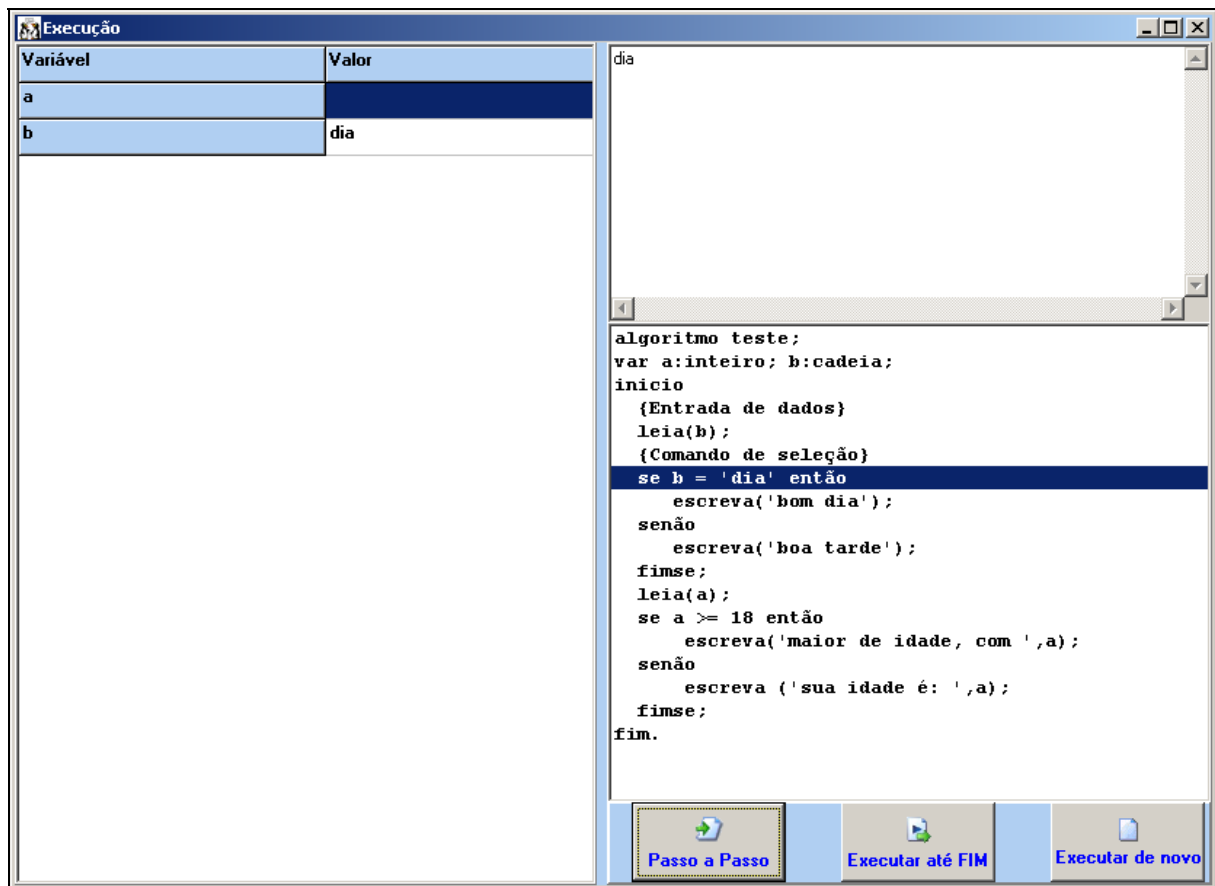 Execução
Variável Valor
a
b dia
dia
algoritmo teste;
var a:inteiro; b:cadeia;
inicio
{Entrada de dados}
leia(b);
{Comando de seleção}
se b = 'dia' então
escreva('bom dia');
senão
escreva('boa tarde');
fimse;
leia(a);
se a >= 18 então
escreva('maior de idade, com ',a);
senão
escreva ('sua idade é: ',a);
fimse;
fim.
Passo a Passo Executar até FIM Executar de novo